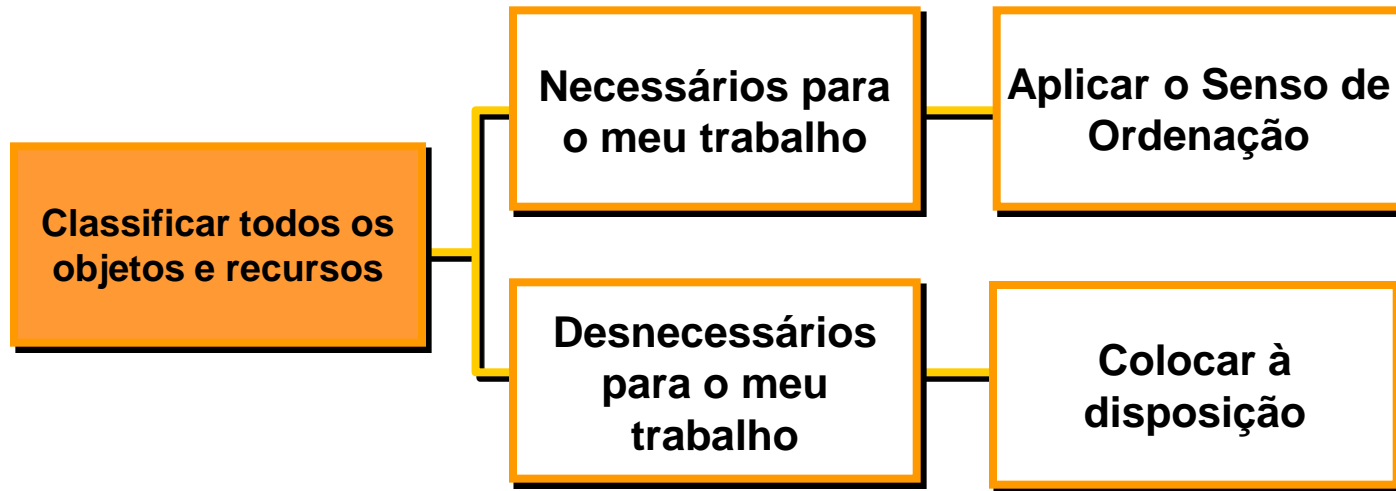 Classificar todos os
objetos e recursos
Necessários para
o meu trabalho
Aplicar o Senso de
Ordenação
Desnecessários
para o meu
trabalho
Colocar à
disposição